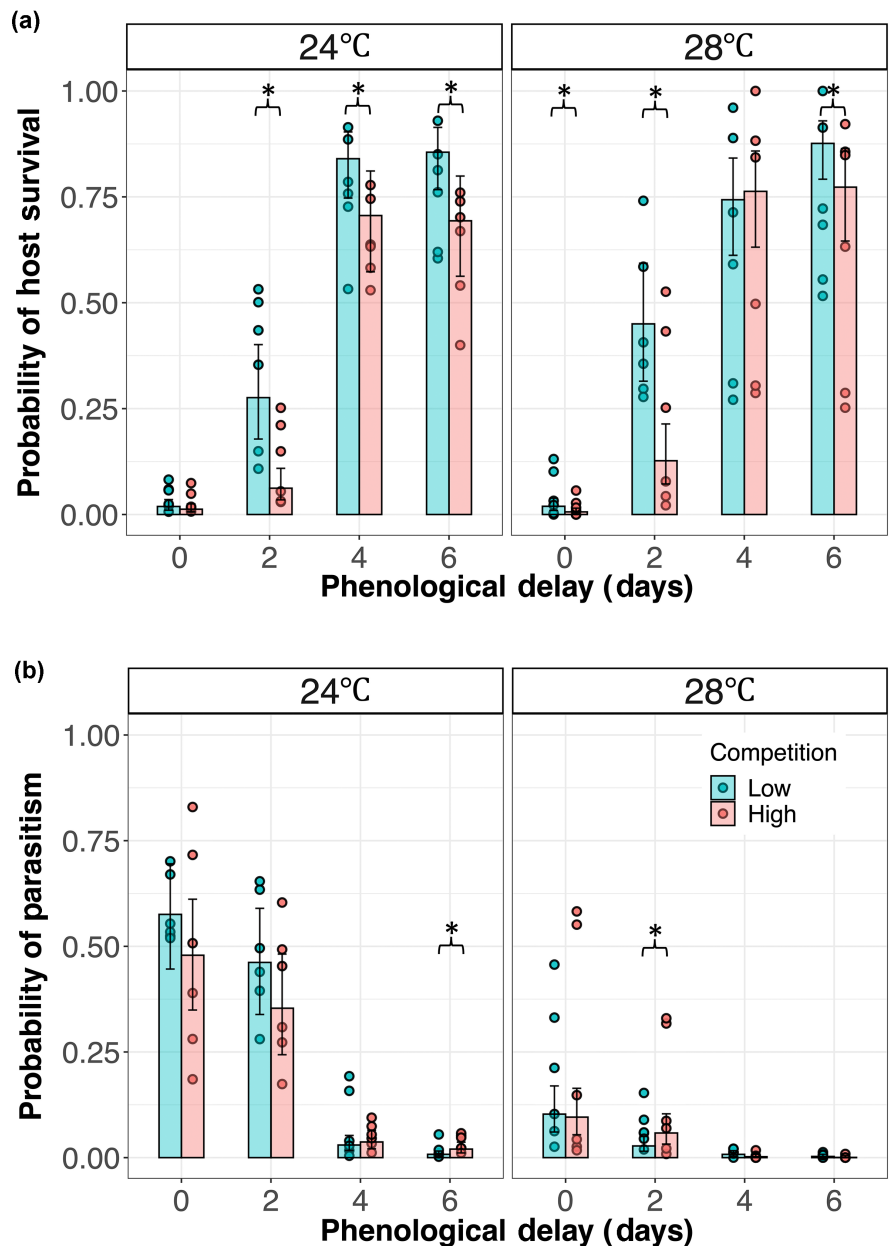 (a)
24°C 28°C
* * * * * *
1.00
0.75
0.50
0.25
0.00
Probability of host survival
0 2 4 6 0 2 4 6
Phenological delay (days)
(b)
24°C 28°C
1.00
0.75
0.50
0.25
0.00
Probability of parasitism
Competition
Low
High
* *
0 2 4 6 0 2 4 6
Phenological delay (days)